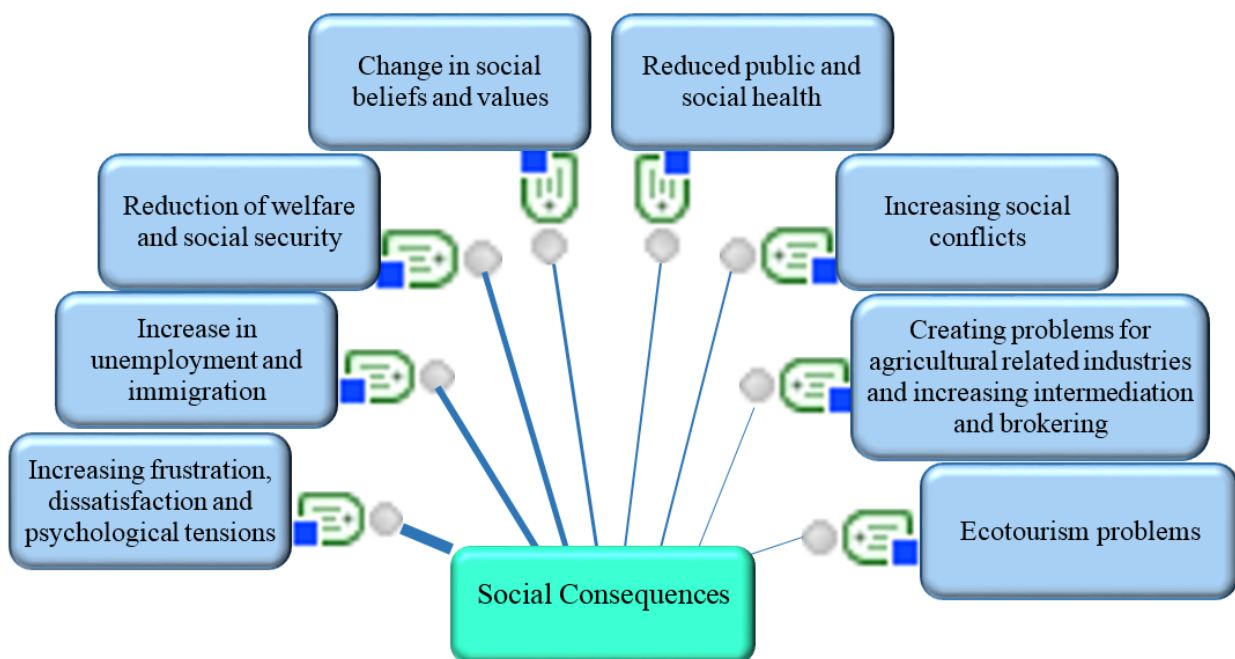 Change in social
beliefs and values
Reduced public and
social health
Reduction of welfare
and social security
Increasing social
conflicts
Increase in
unemployment and
immigration
Creating problems for
agricultural related industries
and increasing intermediation
and brokering
Increasing frustration,
dissatisfaction and
psychological tensions
Ecotourism problems
Social Consequences